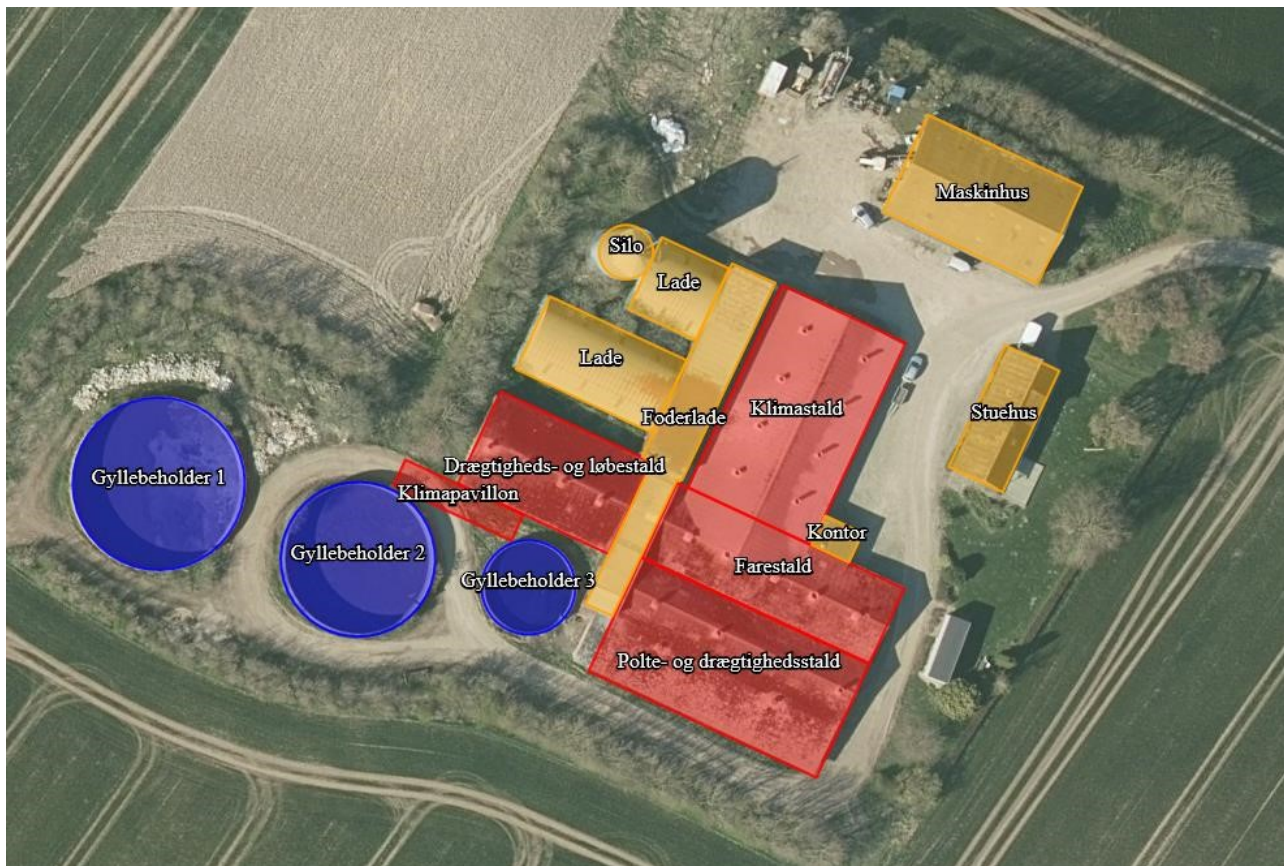 Maskinhus
Silo
Lade
Lade
Klimastald
Stuehus
Foderlade
Drægtigheds- og løbestald
Gyllebeholder 1
Klimapavillon
Kontor
Gyllebeholder 2
Farestald
Gyllebeholder 3
Polte- og drægtighedsstald